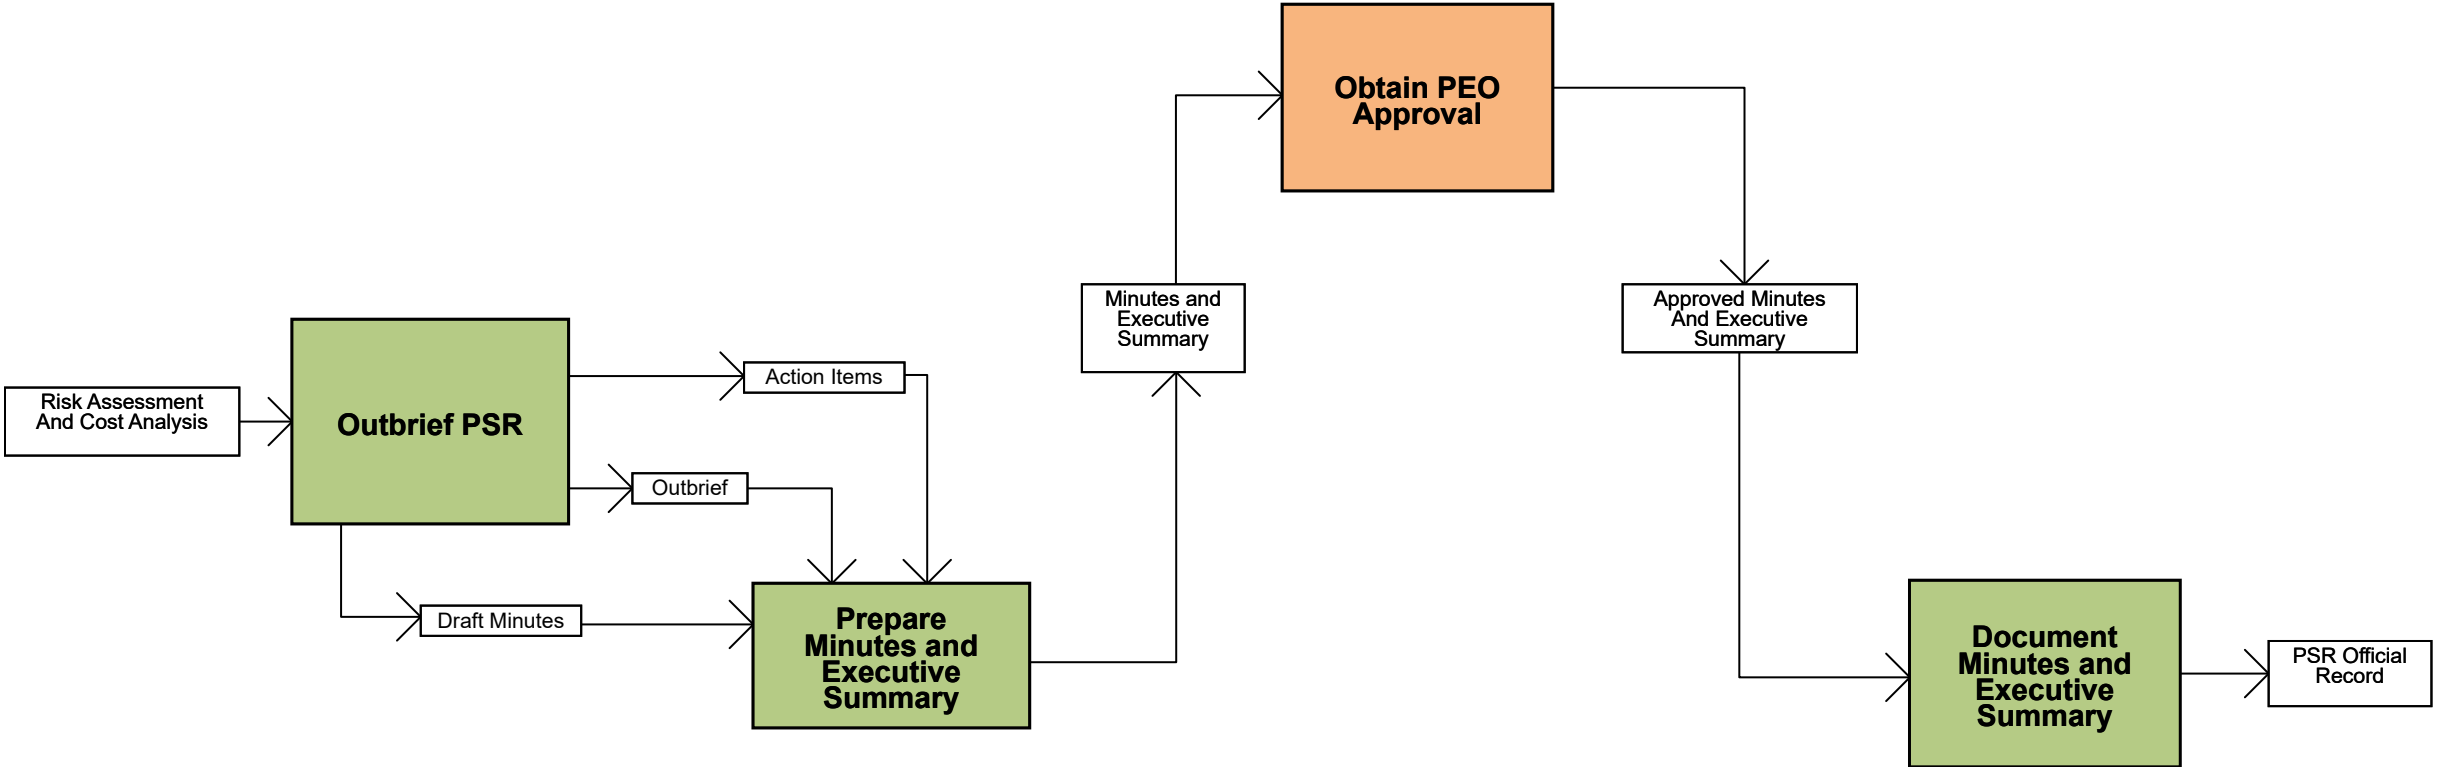 Obtain PEO
Approval
Minutes and
Executive
Summary
Approved Minutes
And Executive
Summary
Risk Assessment
And Cost Analysis
Outbrief PSR
Action Items
Outbrief
Draft Minutes
Prepare
Minutes and
Executive
Summary
Document
Minutes and
Executive
Summary
PSR Official
Record